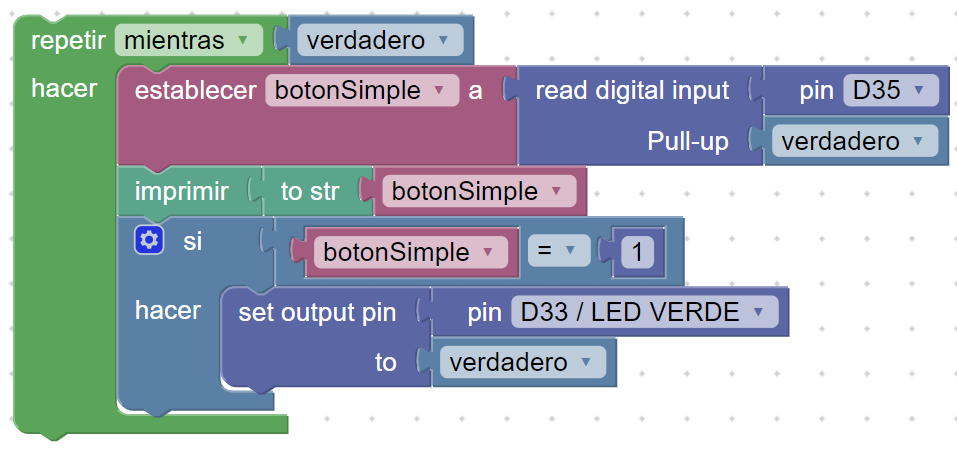 repetir mientras verdadero
hacer establecer botonSimple a read digital input pin D35
Pull-up verdadero
imprimir to str botonSimple
si botonSimple = 1
hacer set output pin pin D33 / LED VERDE
to verdadero